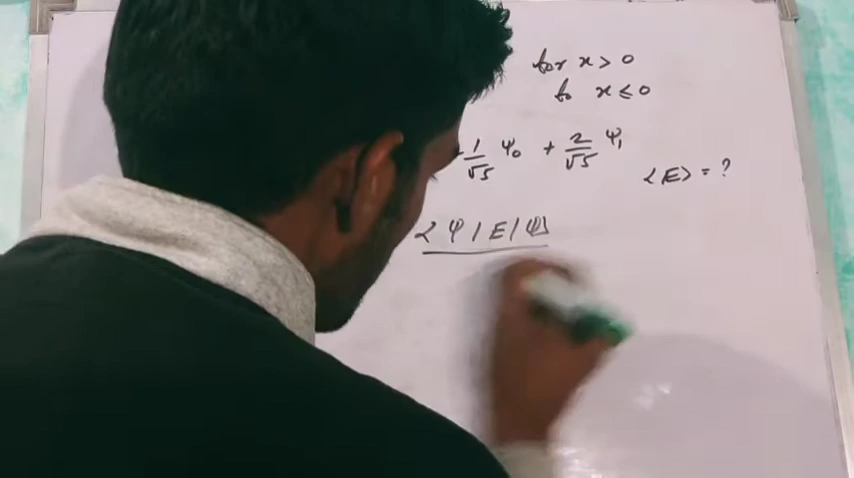 for x > 0
fo x ≤ 0
1/√5 Ψ₀ + 2/√5 Ψ₁
<E> = ?
< Ψ | E | Ψ>